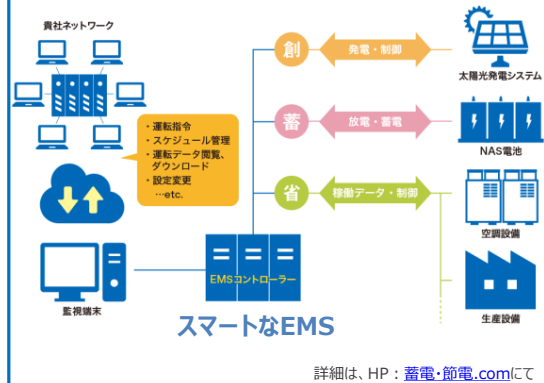 貴社ネットワーク
・運転指令
・スケジュール管理
・運転データ閲覧、
ダウンロード
・設定変更
…etc.
監視端末
EMSコントローラー
創
発電・制御
太陽光発電システム
蓄
放電・蓄電
NAS電池
省
稼働データ・制御
空調設備
生産設備
スマートなEMS
詳細は、HP：蓄電・節電.comにて